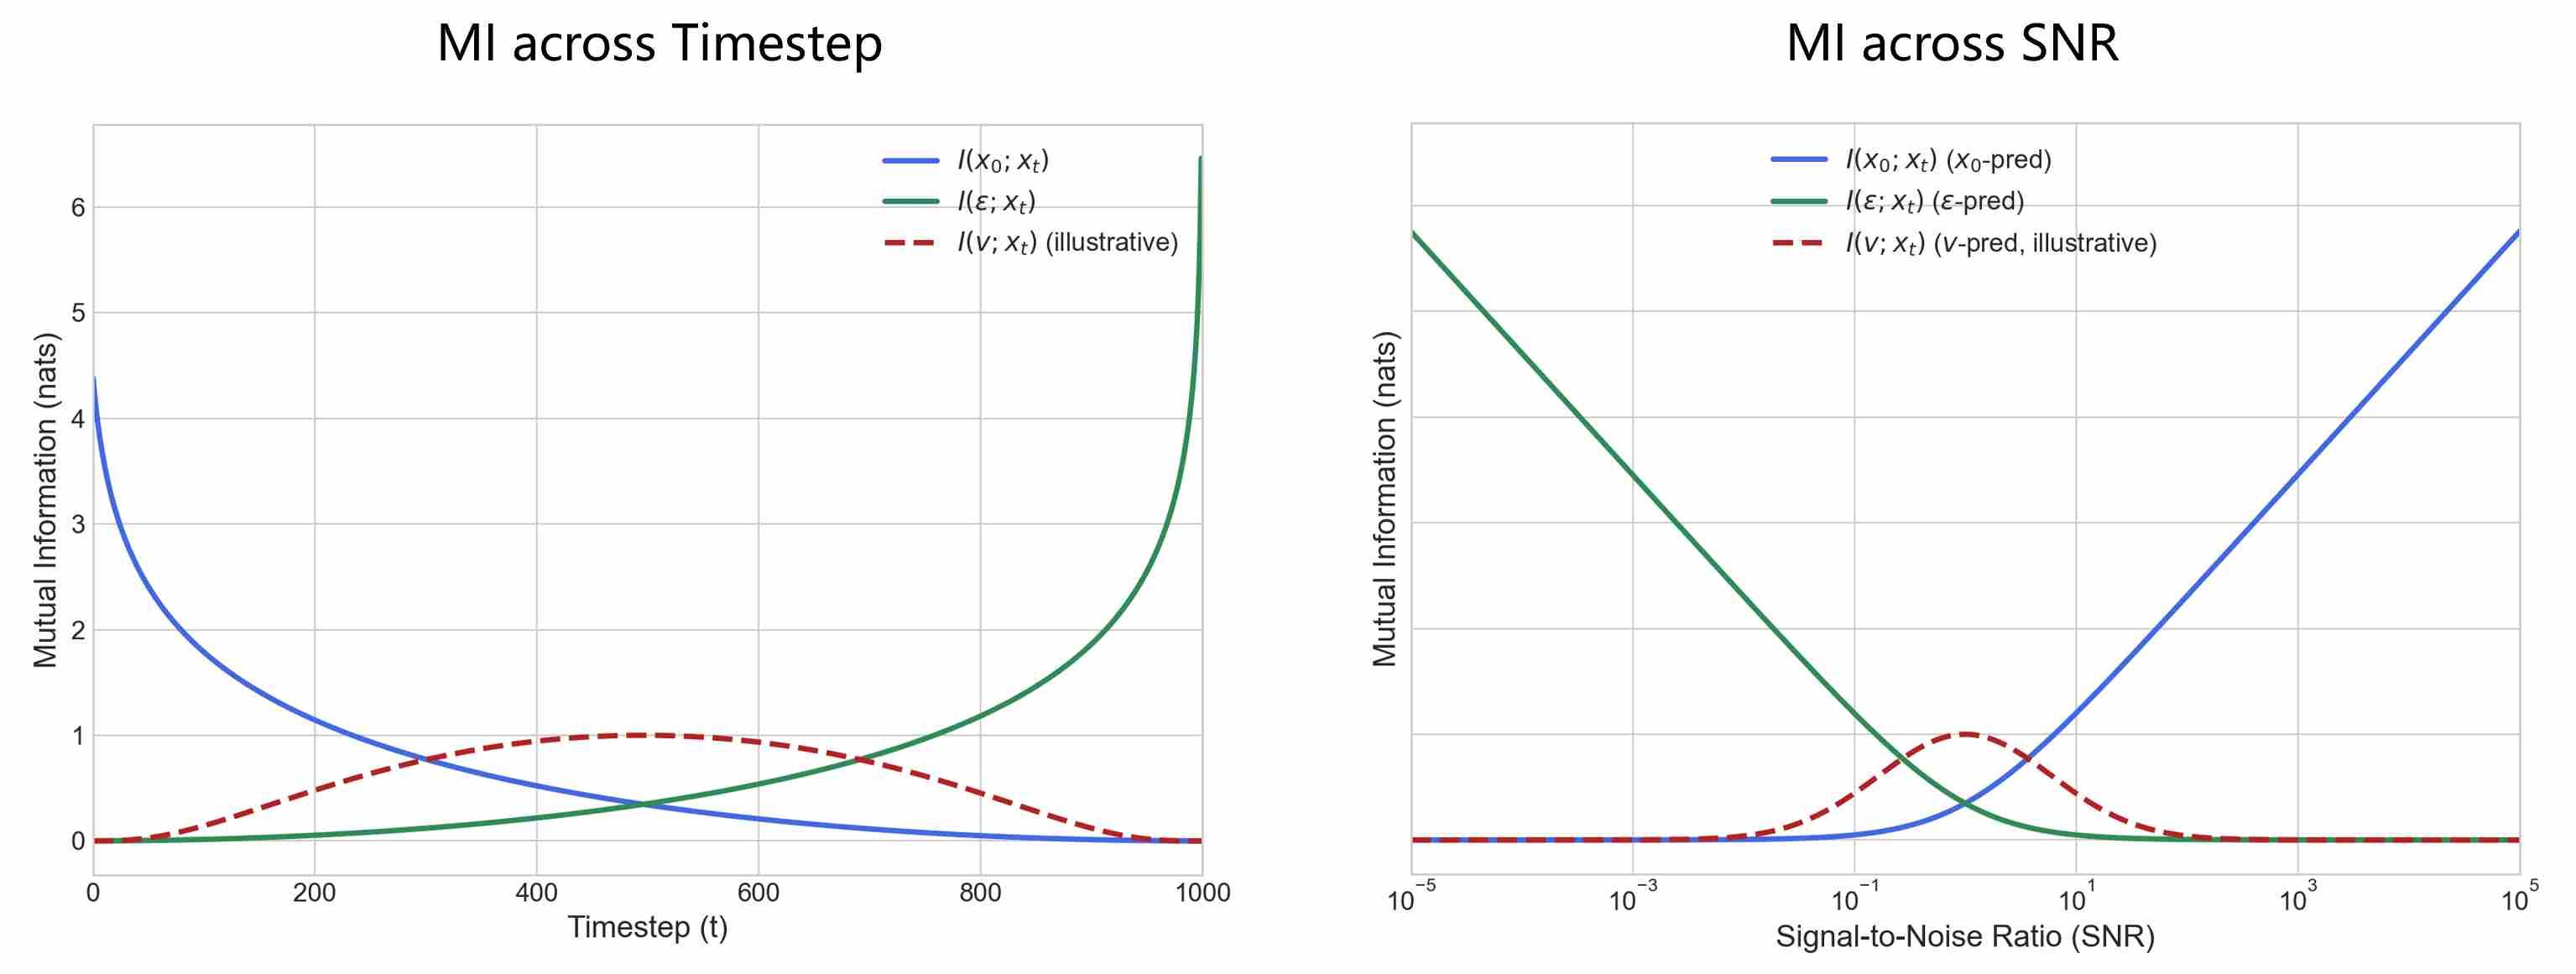 MI across Timestep
I(x₀; xₜ)
I(ε; xₜ)
I(v; xₜ) (illustrative)
6
5
4
3
2
1
0
Mutual Information (nats)
0 200 400 600 800 1000
Timestep (t)
MI across SNR
I(x₀; xₜ) (x₀-pred)
I(ε; xₜ) (ε-pred)
I(v; xₜ) (v-pred, illustrative)
Mutual Information (nats)
10⁻⁵ 10⁻³ 10⁻¹ 10¹ 10³ 10⁵
Signal-to-Noise Ratio (SNR)